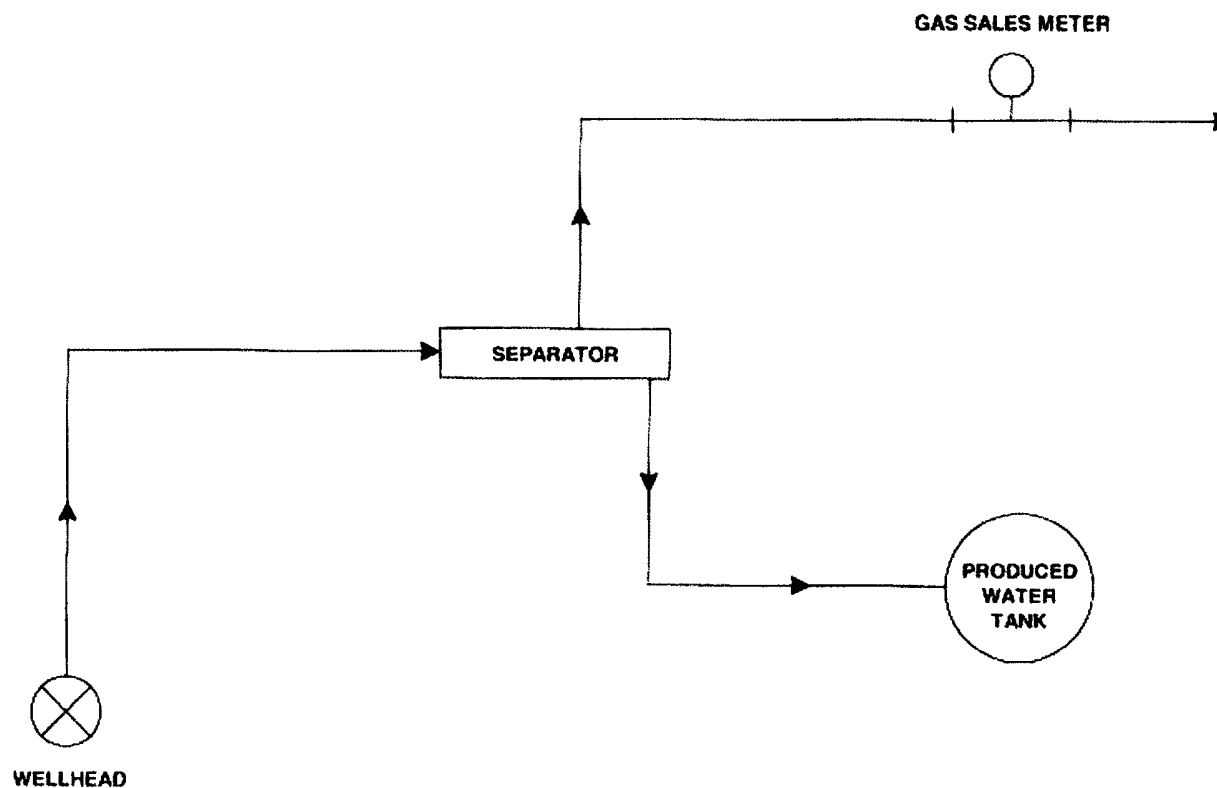 GAS SALES METER
SEPARATOR
PRODUCED
WATER
TANK
WELLHEAD